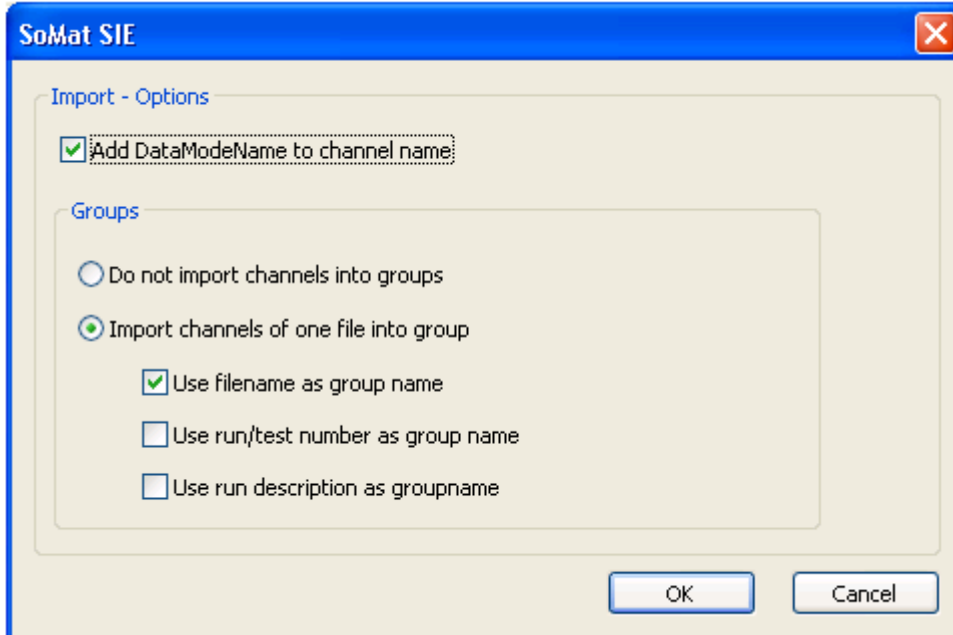 SoMat SIE
Import - Options
Add DataModeName to channel name
Groups
Do not import channels into groups
Import channels of one file into group
Use filename as group name
Use run/test number as group name
Use run description as groupname
OK
Cancel